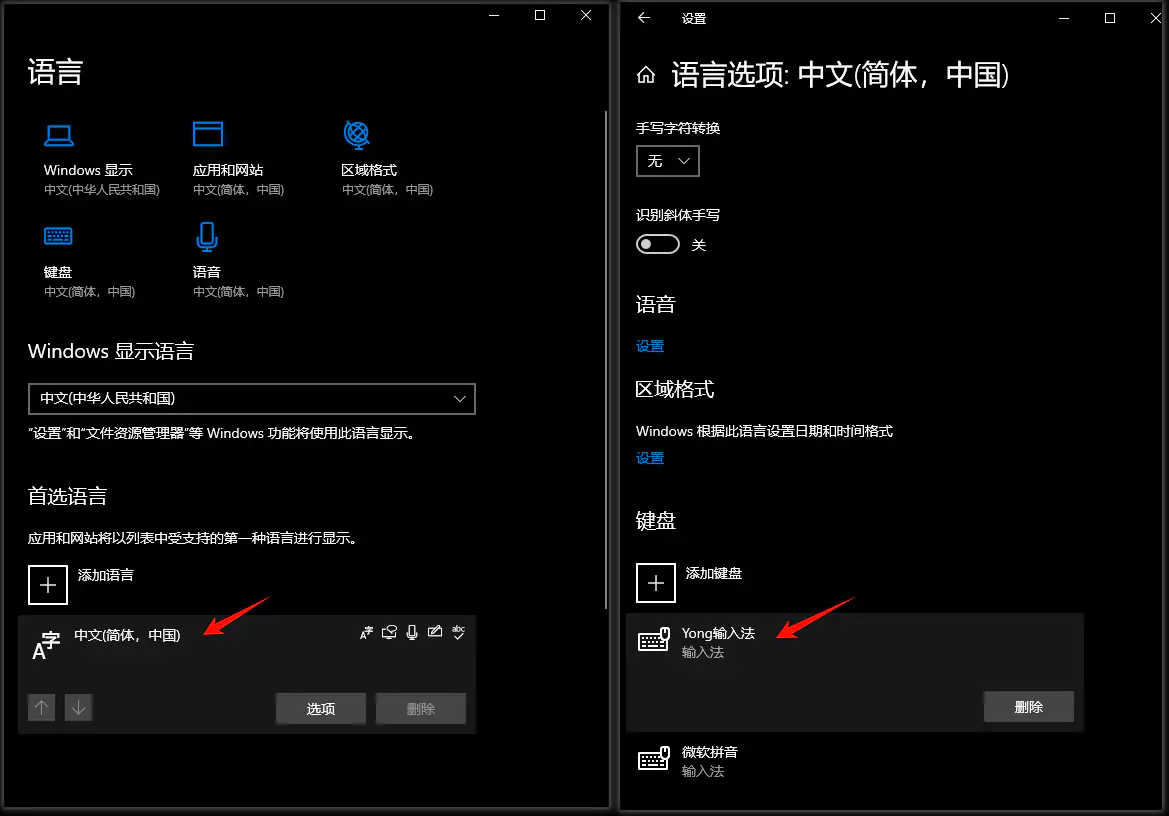 语言
Windows 显示
中文(中华人民共和国)
应用和网站
中文(简体，中国)
区域格式
中文(简体，中国)
键盘
中文(简体，中国)
语音
中文(简体，中国)
Windows 显示语言
中文(中华人民共和国)
“设置”和“文件资源管理器”等 Windows 功能将使用此语言显示。
首选语言
应用和网站将以列表中受支持的第一种语言进行显示。
添加语言
中文(简体，中国)
选项
删除
设置
语言选项: 中文(简体，中国)
手写字符转换
无
识别斜体手写
关
语音
设置
区域格式
Windows 根据此语言设置日期和时间格式
设置
键盘
添加键盘
Yong输入法
输入法
删除
微软拼音
输入法